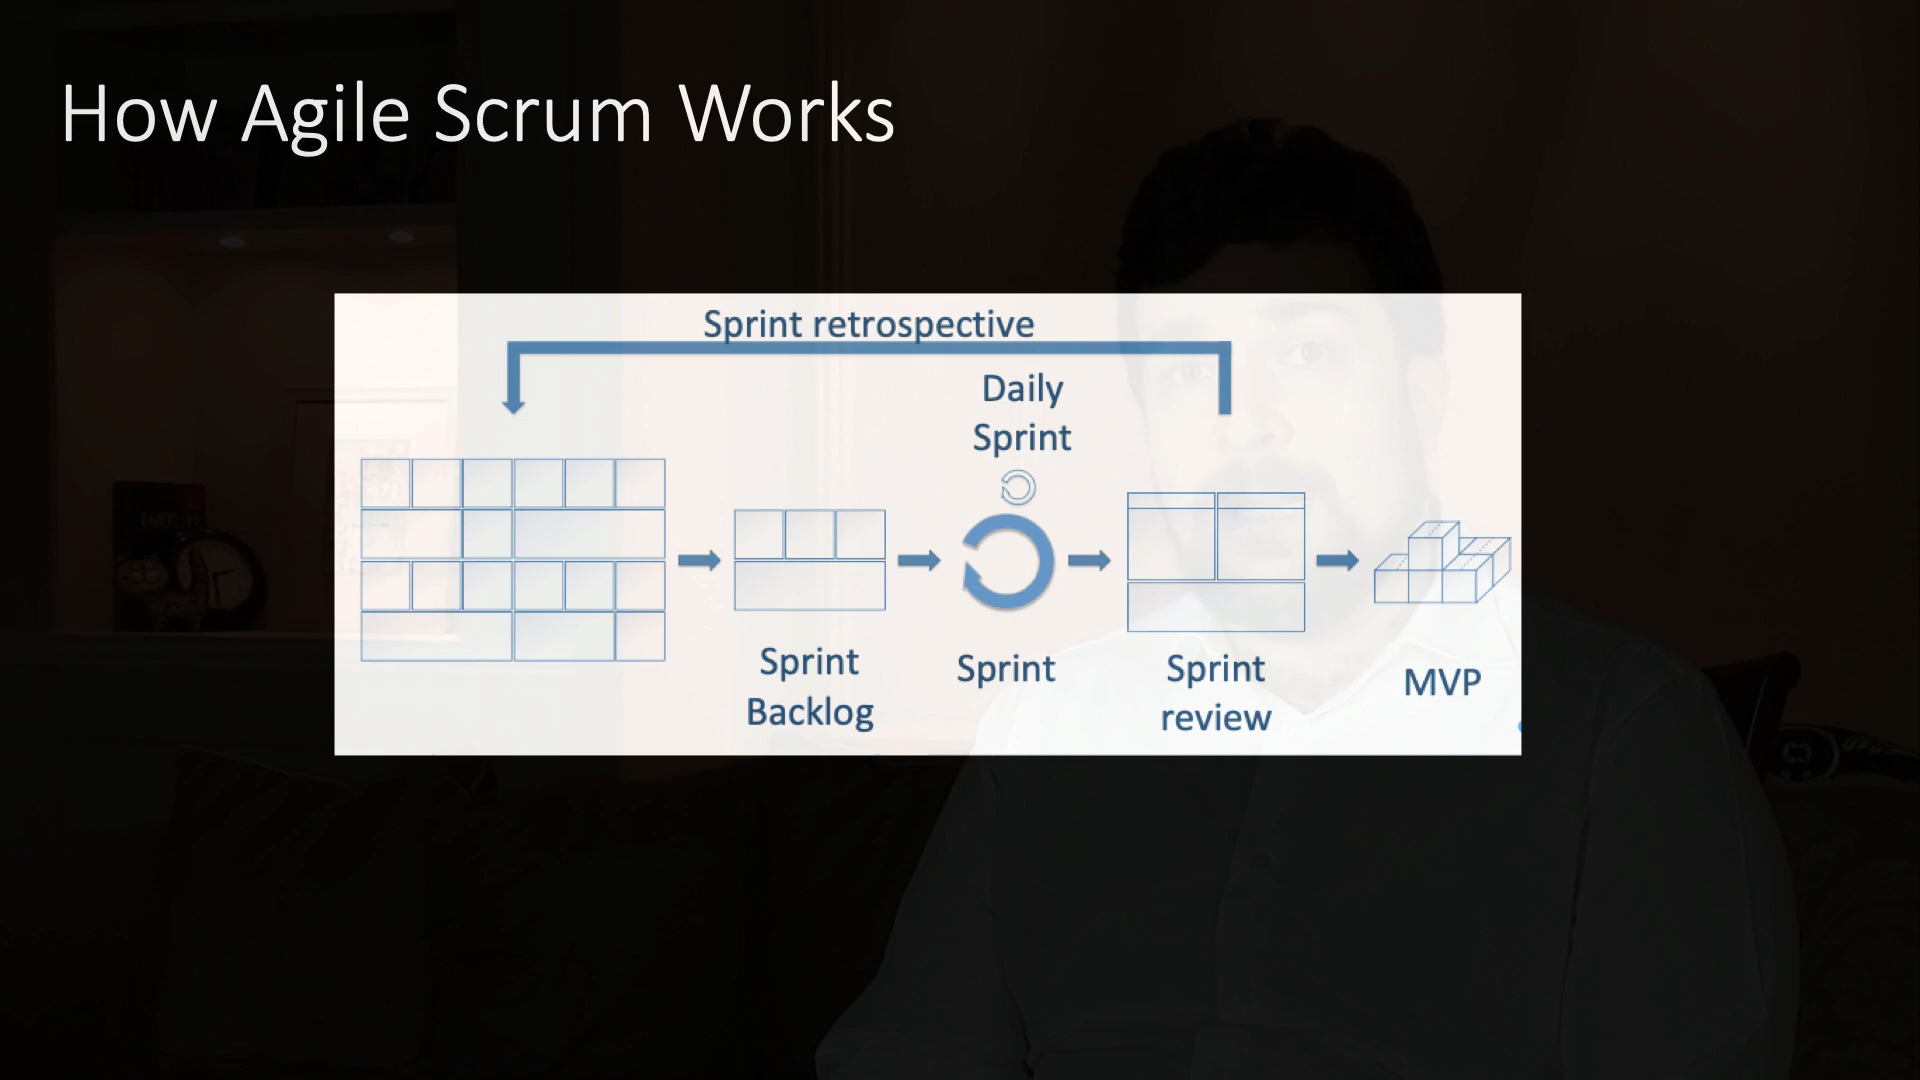 How Agile Scrum Works
Sprint retrospective
Daily
Sprint
Sprint
Backlog
Sprint
Sprint
review
MVP